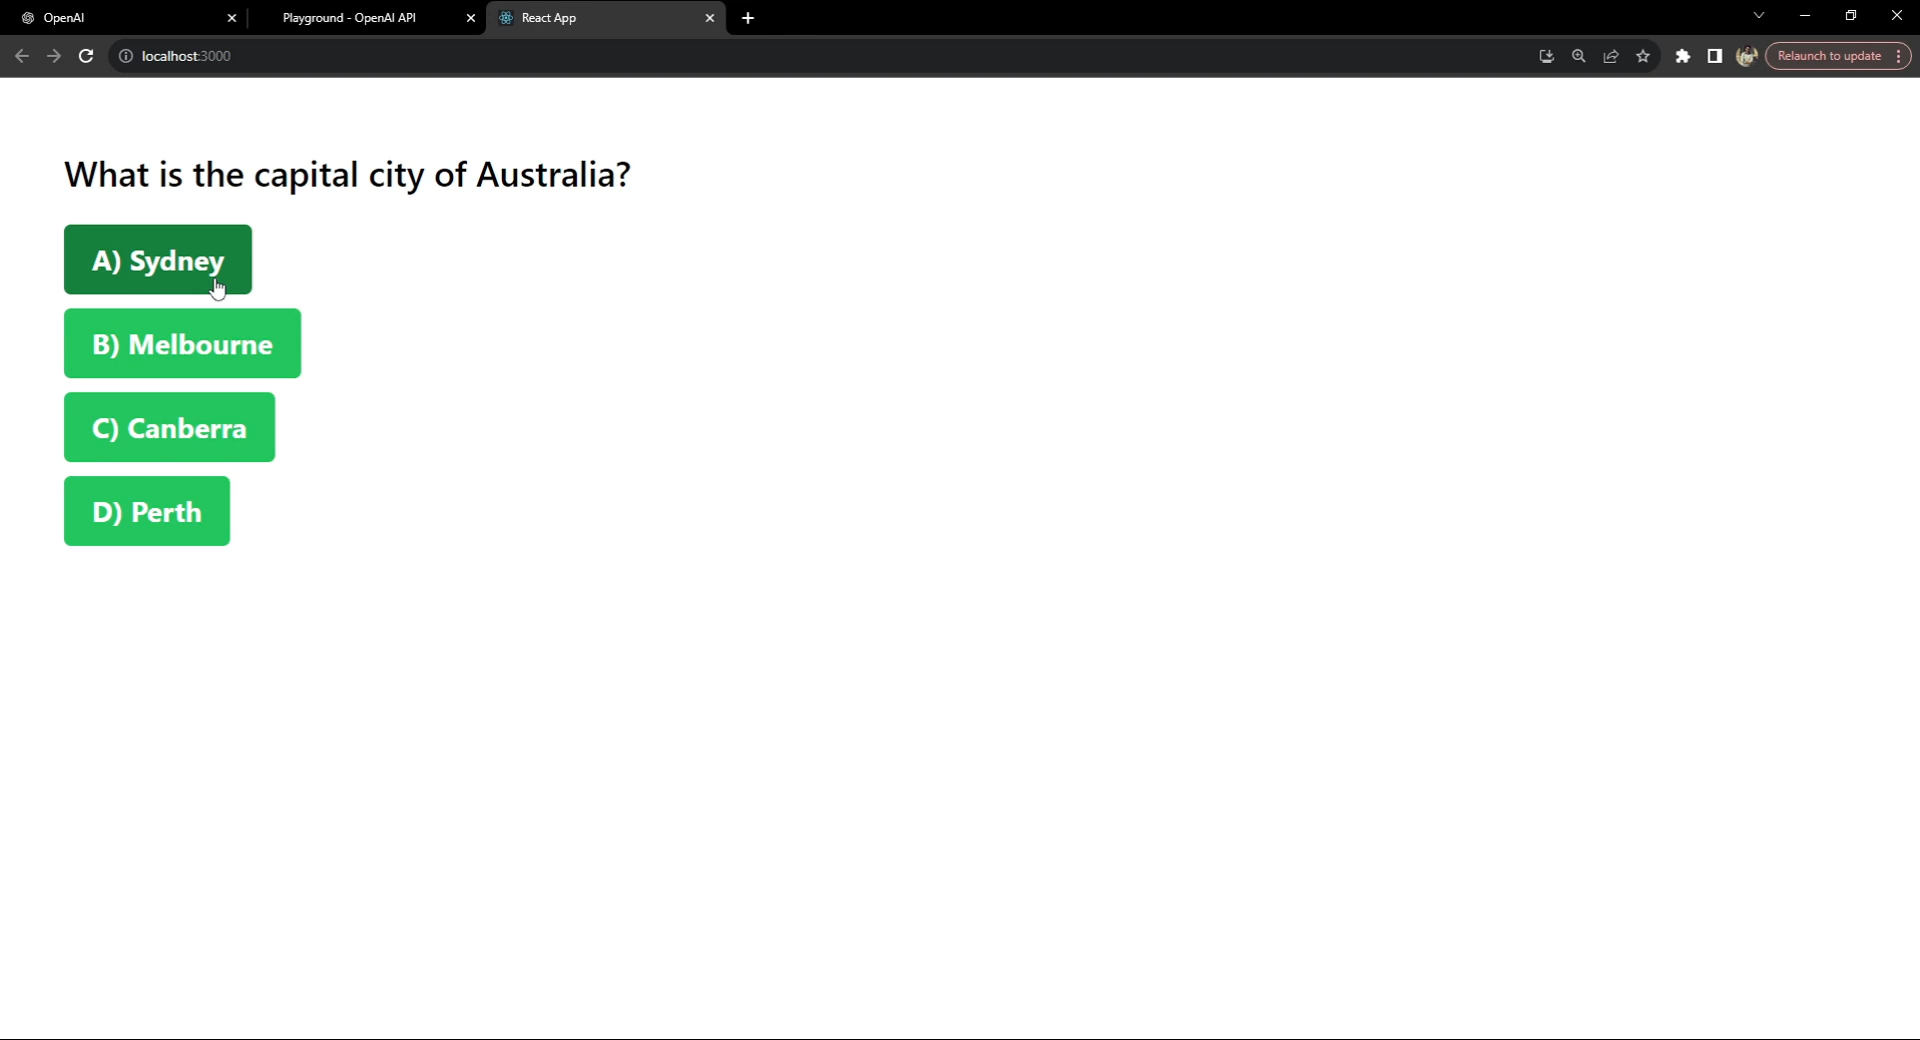 OpenAI
Playground - OpenAI API
React App
localhost:3000
Relaunch to update
What is the capital city of Australia?
A) Sydney
B) Melbourne
C) Canberra
D) Perth